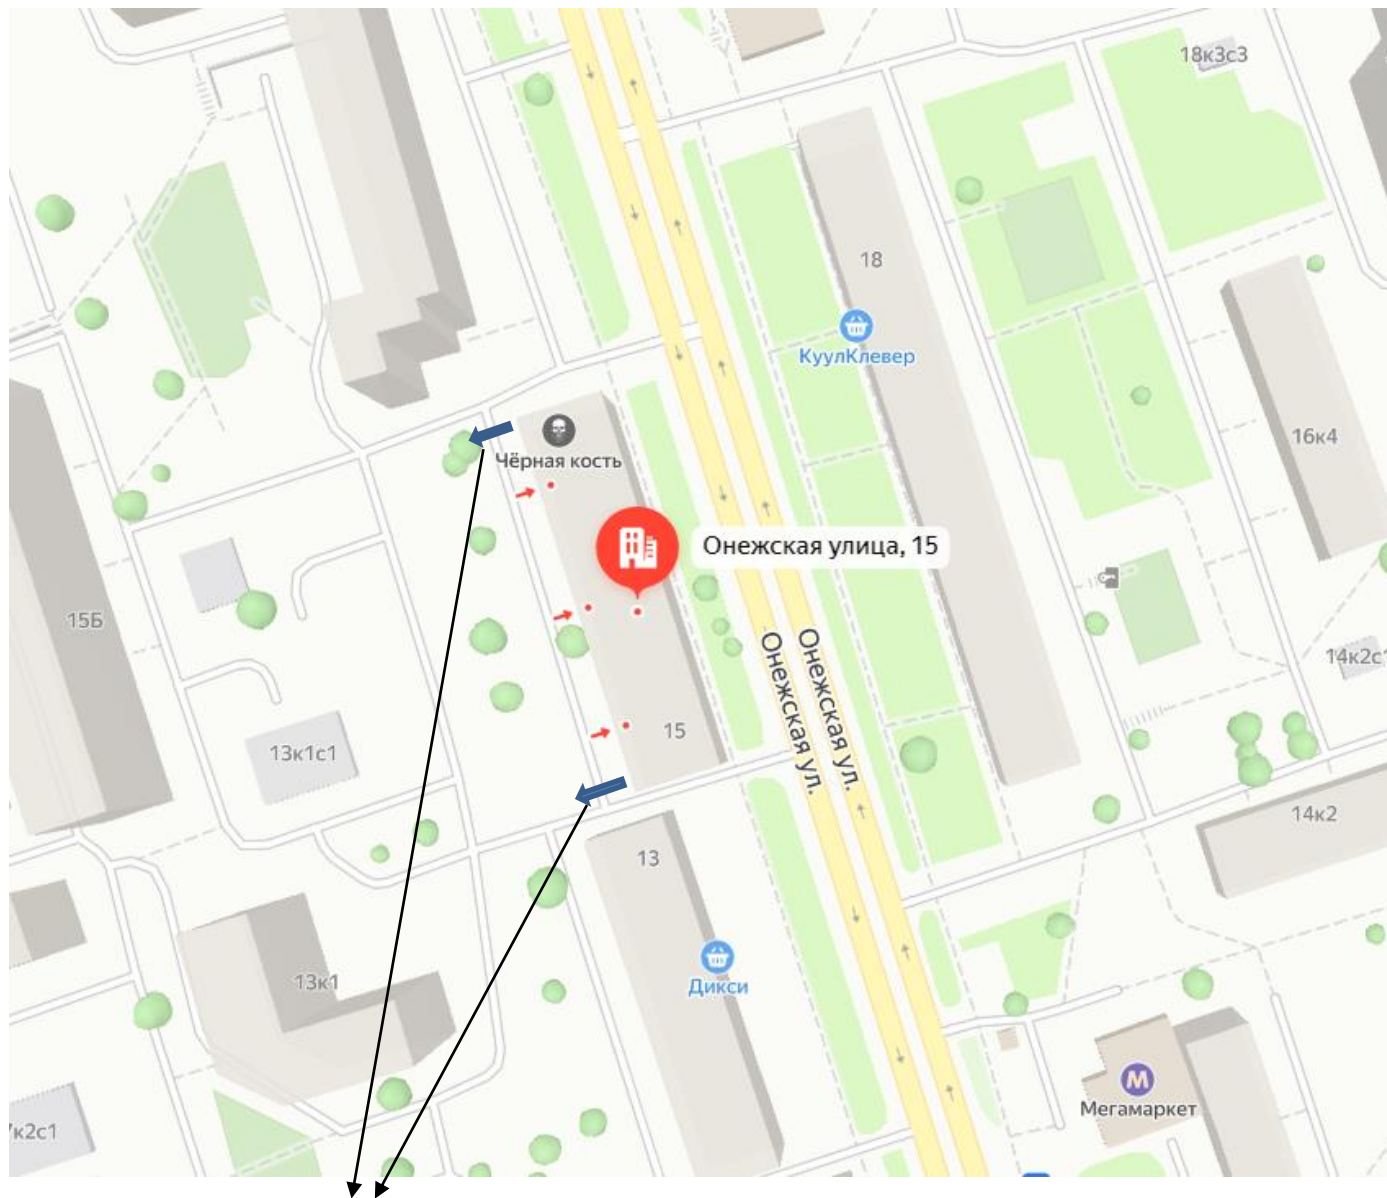 18к3с3
18
КуулКлевер
16к4
Чёрная кость
Онежская улица, 15
15Б
14к2с1
Онежская ул.
Онежская ул.
15
13к1с1
14к2
13
Дикси
13к1
М
Мегамаркет
к2с1